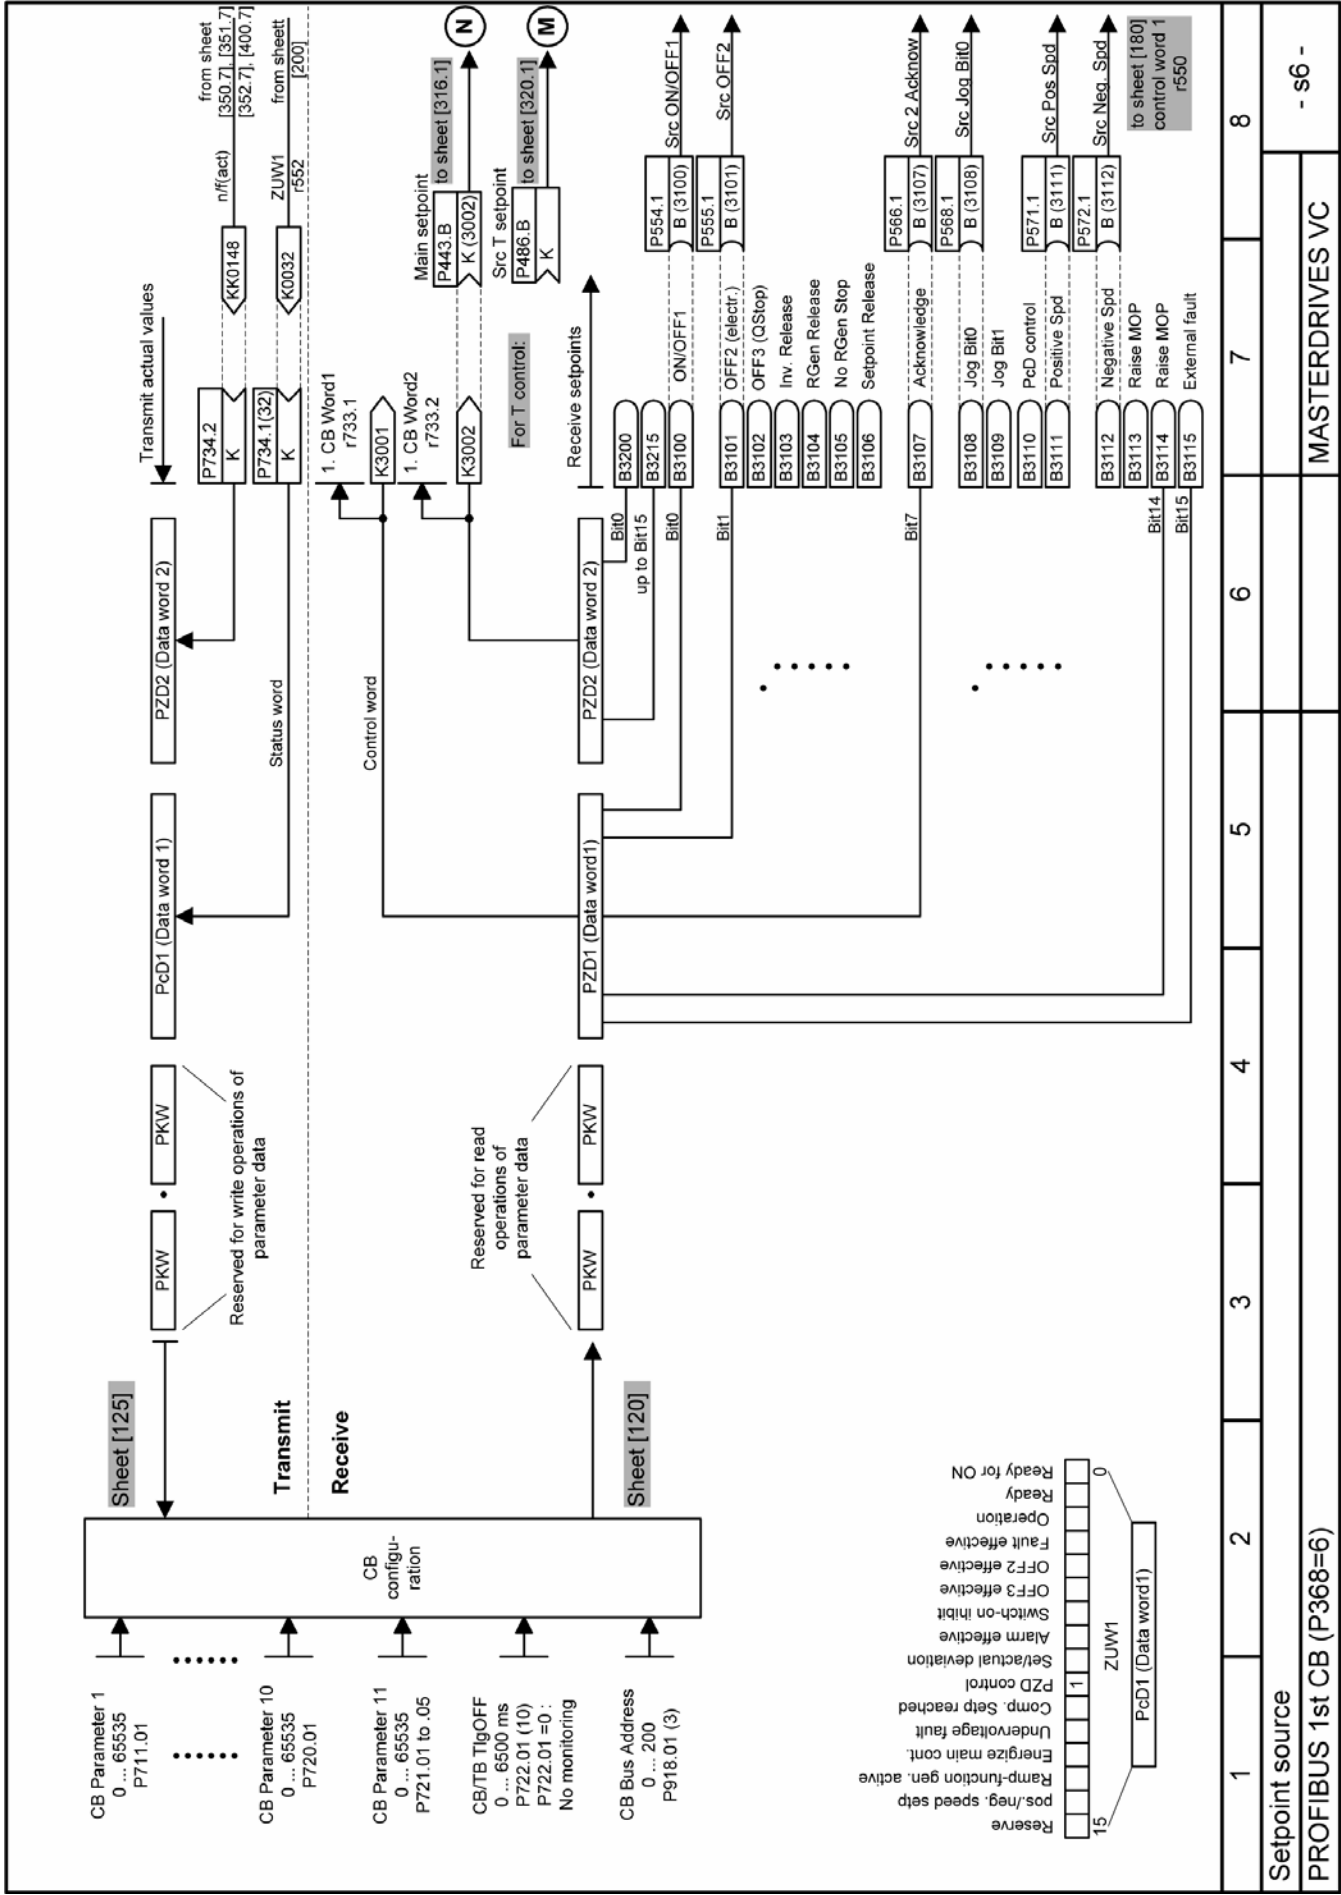 CB Parameter 1
0 ... 65535
P711.01
CB Parameter 10
0 ... 65535
P720.01
CB Parameter 11
0 ... 65535
P721.01 to .05
CB/TB TlgOFF
0 ... 6500 ms
P722.01 (10)
P722.01 =0 :
No monitoring
CB Bus Address
0 ... 200
P918.01 (3)
CB
configu-
ration
Sheet [125]
Transmit
Receive
Sheet [120]
PKW
PKW
Reserved for write operations of
parameter data
PcD1 (Data word 1)
PZD2 (Data word 2)
Transmit actual values
Status word
P734.2
K
P734.1(32)
K
KK0148
K0032
n/f(act)
from sheet
[350.7], [351.7]
[352.7], [400.7]
ZUW1
r552
from sheett
[200]
Control word
1. CB Word1
r733.1
K3001
1. CB Word2
r733.2
K3002
Main setpoint
P443.B
K (3002)
to sheet [316.1]
N
For T control:
Src T setpoint
P486.B
K
to sheet [320.1]
M
PKW
PKW
Reserved for read
operations of
parameter data
PZD1 (Data word1)
PZD2 (Data word 2)
Receive setpoints
Bit0
B3200
up to Bit15
B3215
Bit0
B3100
ON/OFF1
P554.1
B (3100)
Src ON/OFF1
Bit1
B3101
OFF2 (electr.)
P555.1
B (3101)
Src OFF2
B3102
OFF3 (QStop)
B3103
Inv. Release
B3104
RGen Release
B3105
No RGen Stop
B3106
Setpoint Release
Bit7
B3107
Acknowledge
P566.1
B (3107)
Src 2 Acknow
B3108
Jog Bit0
P568.1
B (3108)
Src Jog Bit0
B3109
Jog Bit1
B3110
PcD control
B3111
Positive Spd
P571.1
B (3111)
Src Pos Spd
B3112
Negative Spd
P572.1
B (3112)
Src Neg. Spd
B3113
Raise MOP
Bit14
B3114
Raise MOP
Bit15
B3115
External fault
to sheet [180]
control word 1
r550
Reserve
pos./neg. speed setp
Ramp-function gen. active
Energize main cont.
Undervoltage fault
Comp. Setp reached
PZD control
Set/actual deviation
Alarm effective
Switch-on inibit
OFF3 effective
OFF2 effective
Fault effective
Operation
Ready
Ready for ON
1
15
ZUW1
0
PcD1 (Data word1)
1
2
3
4
5
6
7
8
Setpoint source
PROFIBUS 1st CB (P368=6)
MASTERDRIVES VC
- s6 -